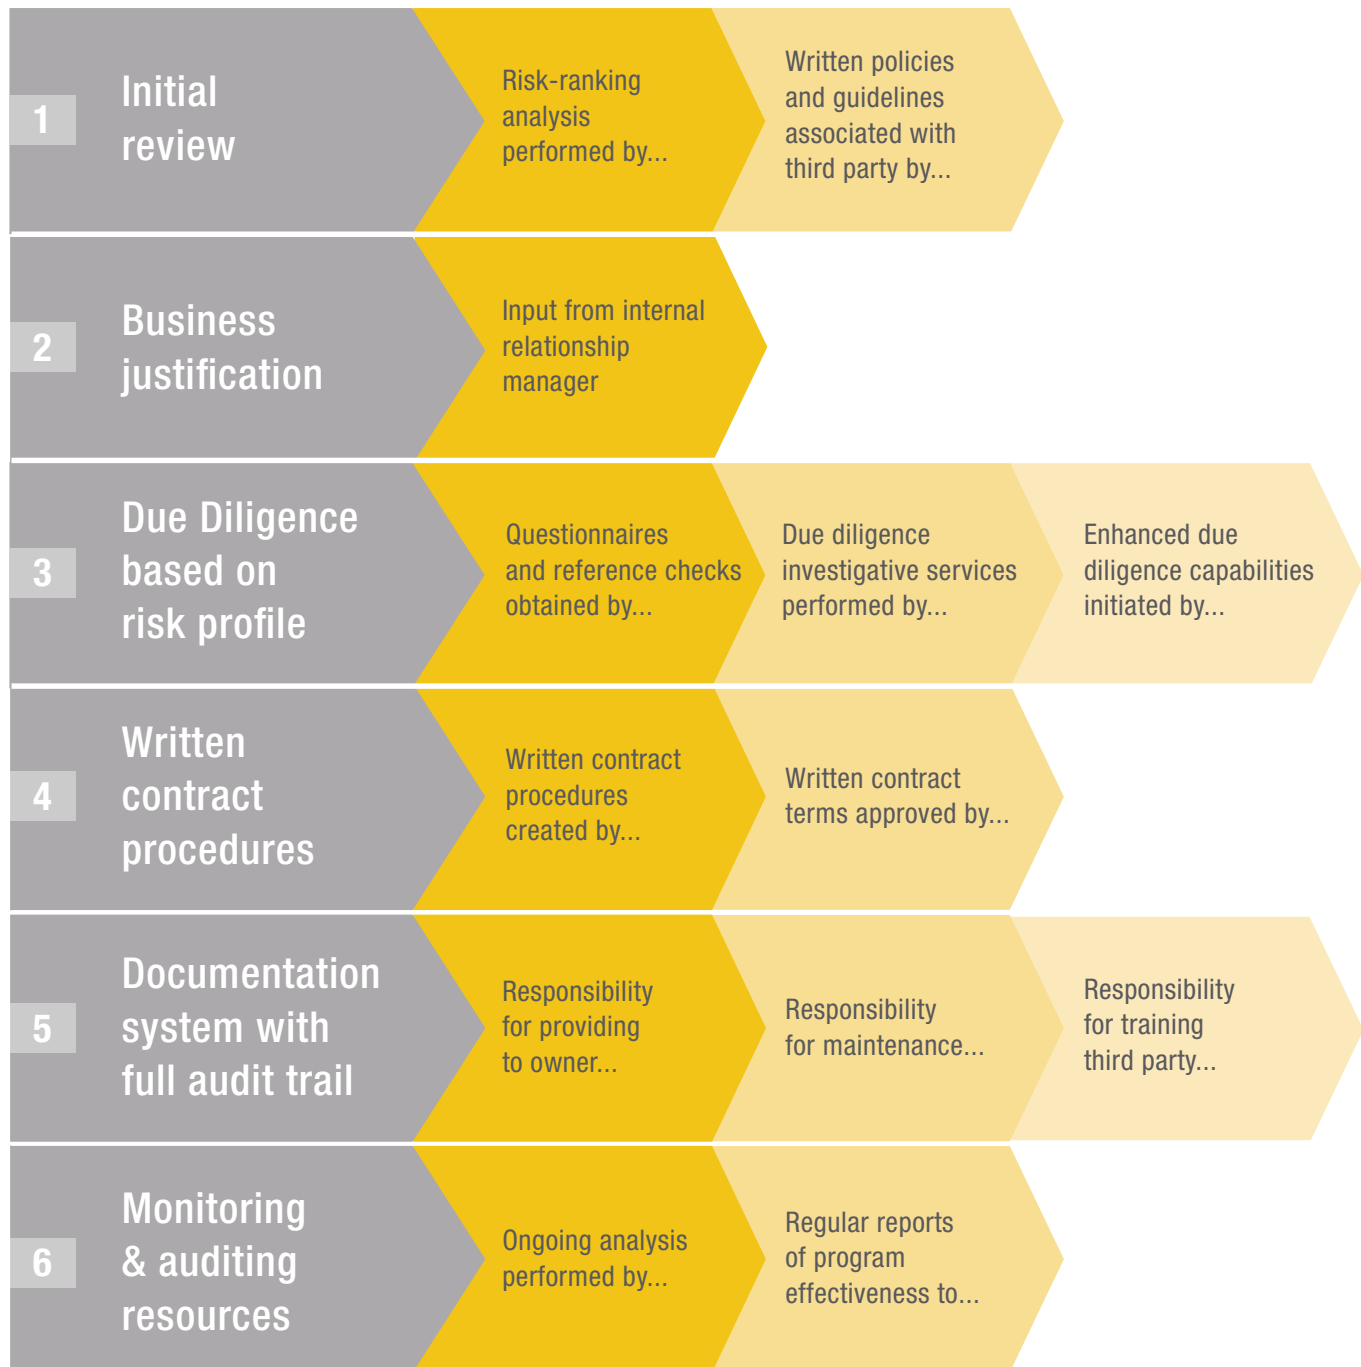 1
Initial
review
Risk-ranking
analysis
performed by...
Written policies
and guidelines
associated with
third party by...
2
Business
justification
Input from internal
relationship
manager
3
Due Diligence
based on
risk profile
Questionnaires
and reference checks
obtained by...
Due diligence
investigative services
performed by...
Enhanced due
diligence capabilities
initiated by...
4
Written
contract
procedures
Written contract
procedures
created by...
Written contract
terms approved by...
5
Documentation
system with
full audit trail
Responsibility
for providing
to owner...
Responsibility
for maintenance...
Responsibility
for training
third party...
6
Monitoring
& auditing
resources
Ongoing analysis
performed by...
Regular reports
of program
effectiveness to...